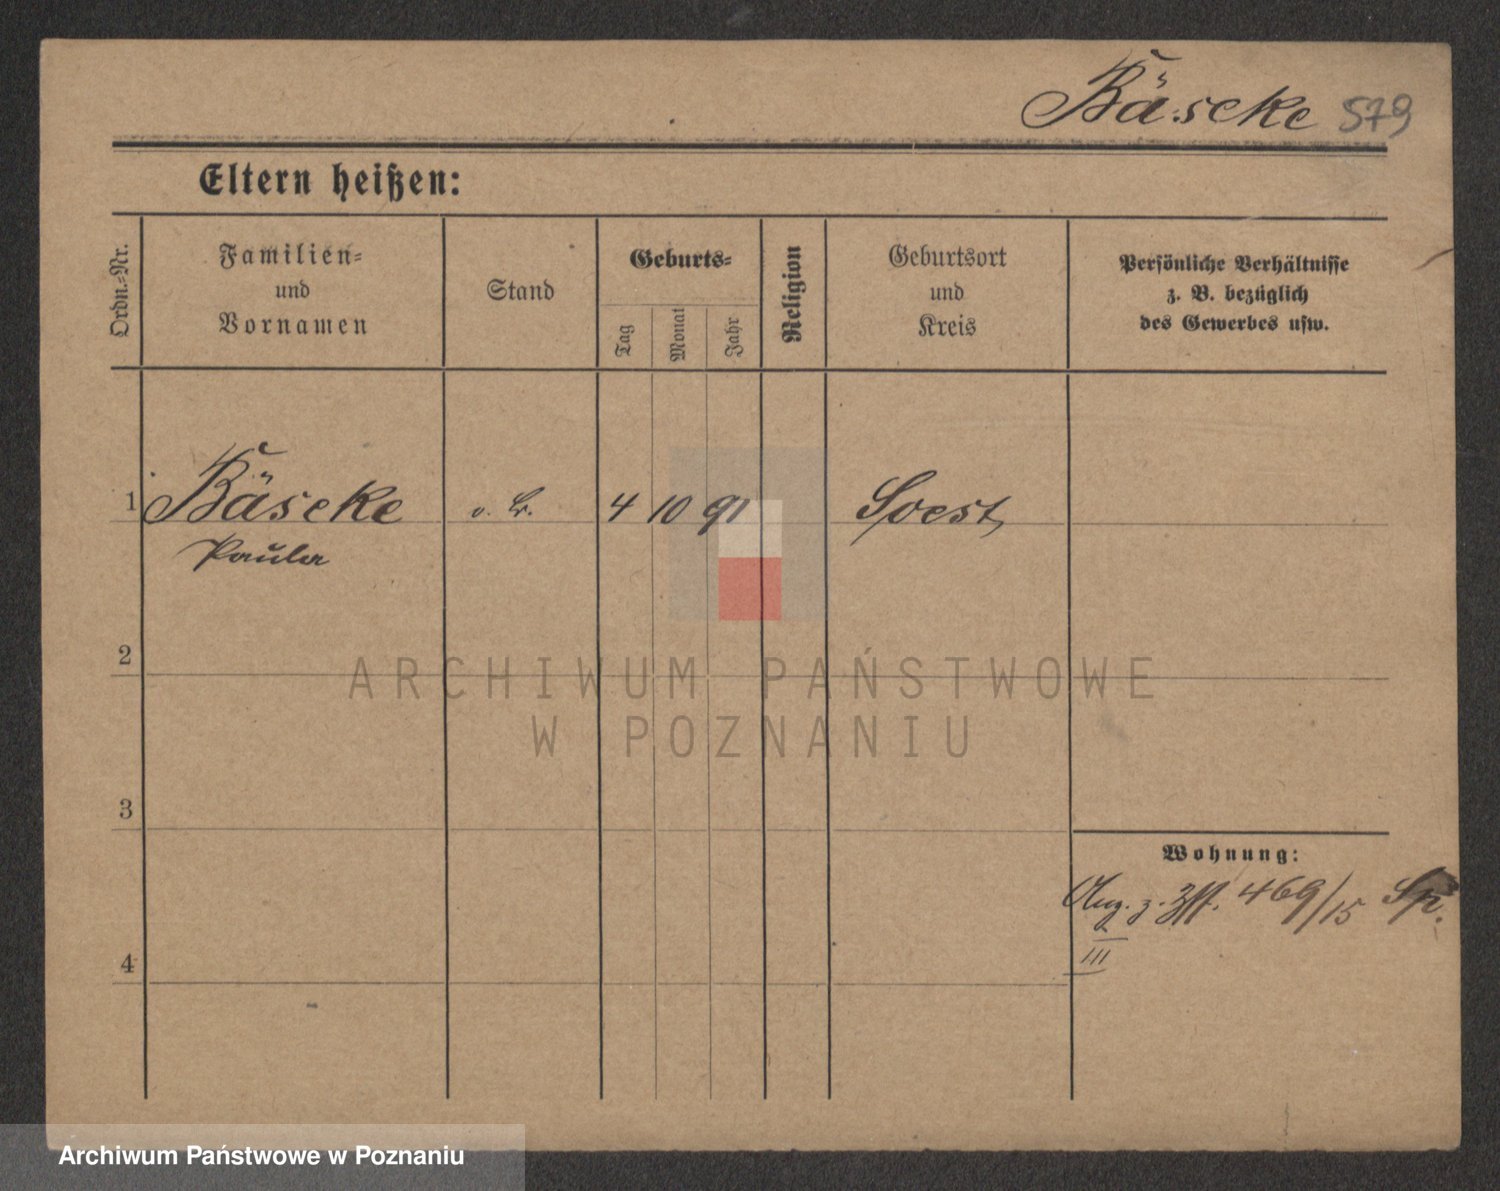 Bäseke 579
Eltern heißen:
Ordn.=Nr.
Familien=
und
Vornamen
Stand
Geburts=
Tag
Monat
Jahr
Religion
Geburtsort
und
Kreis
Persönliche Verhältnisse
z. B. bezüglich
des Gewerbes usw.
1 Bäseke 4 10 91 Soest
Paula
2
ARCHIWUM PAŃSTWOWE
W POZNANIU
3
Wohnung:
469/15
III
4
Archiwum Państwowe w Poznaniu